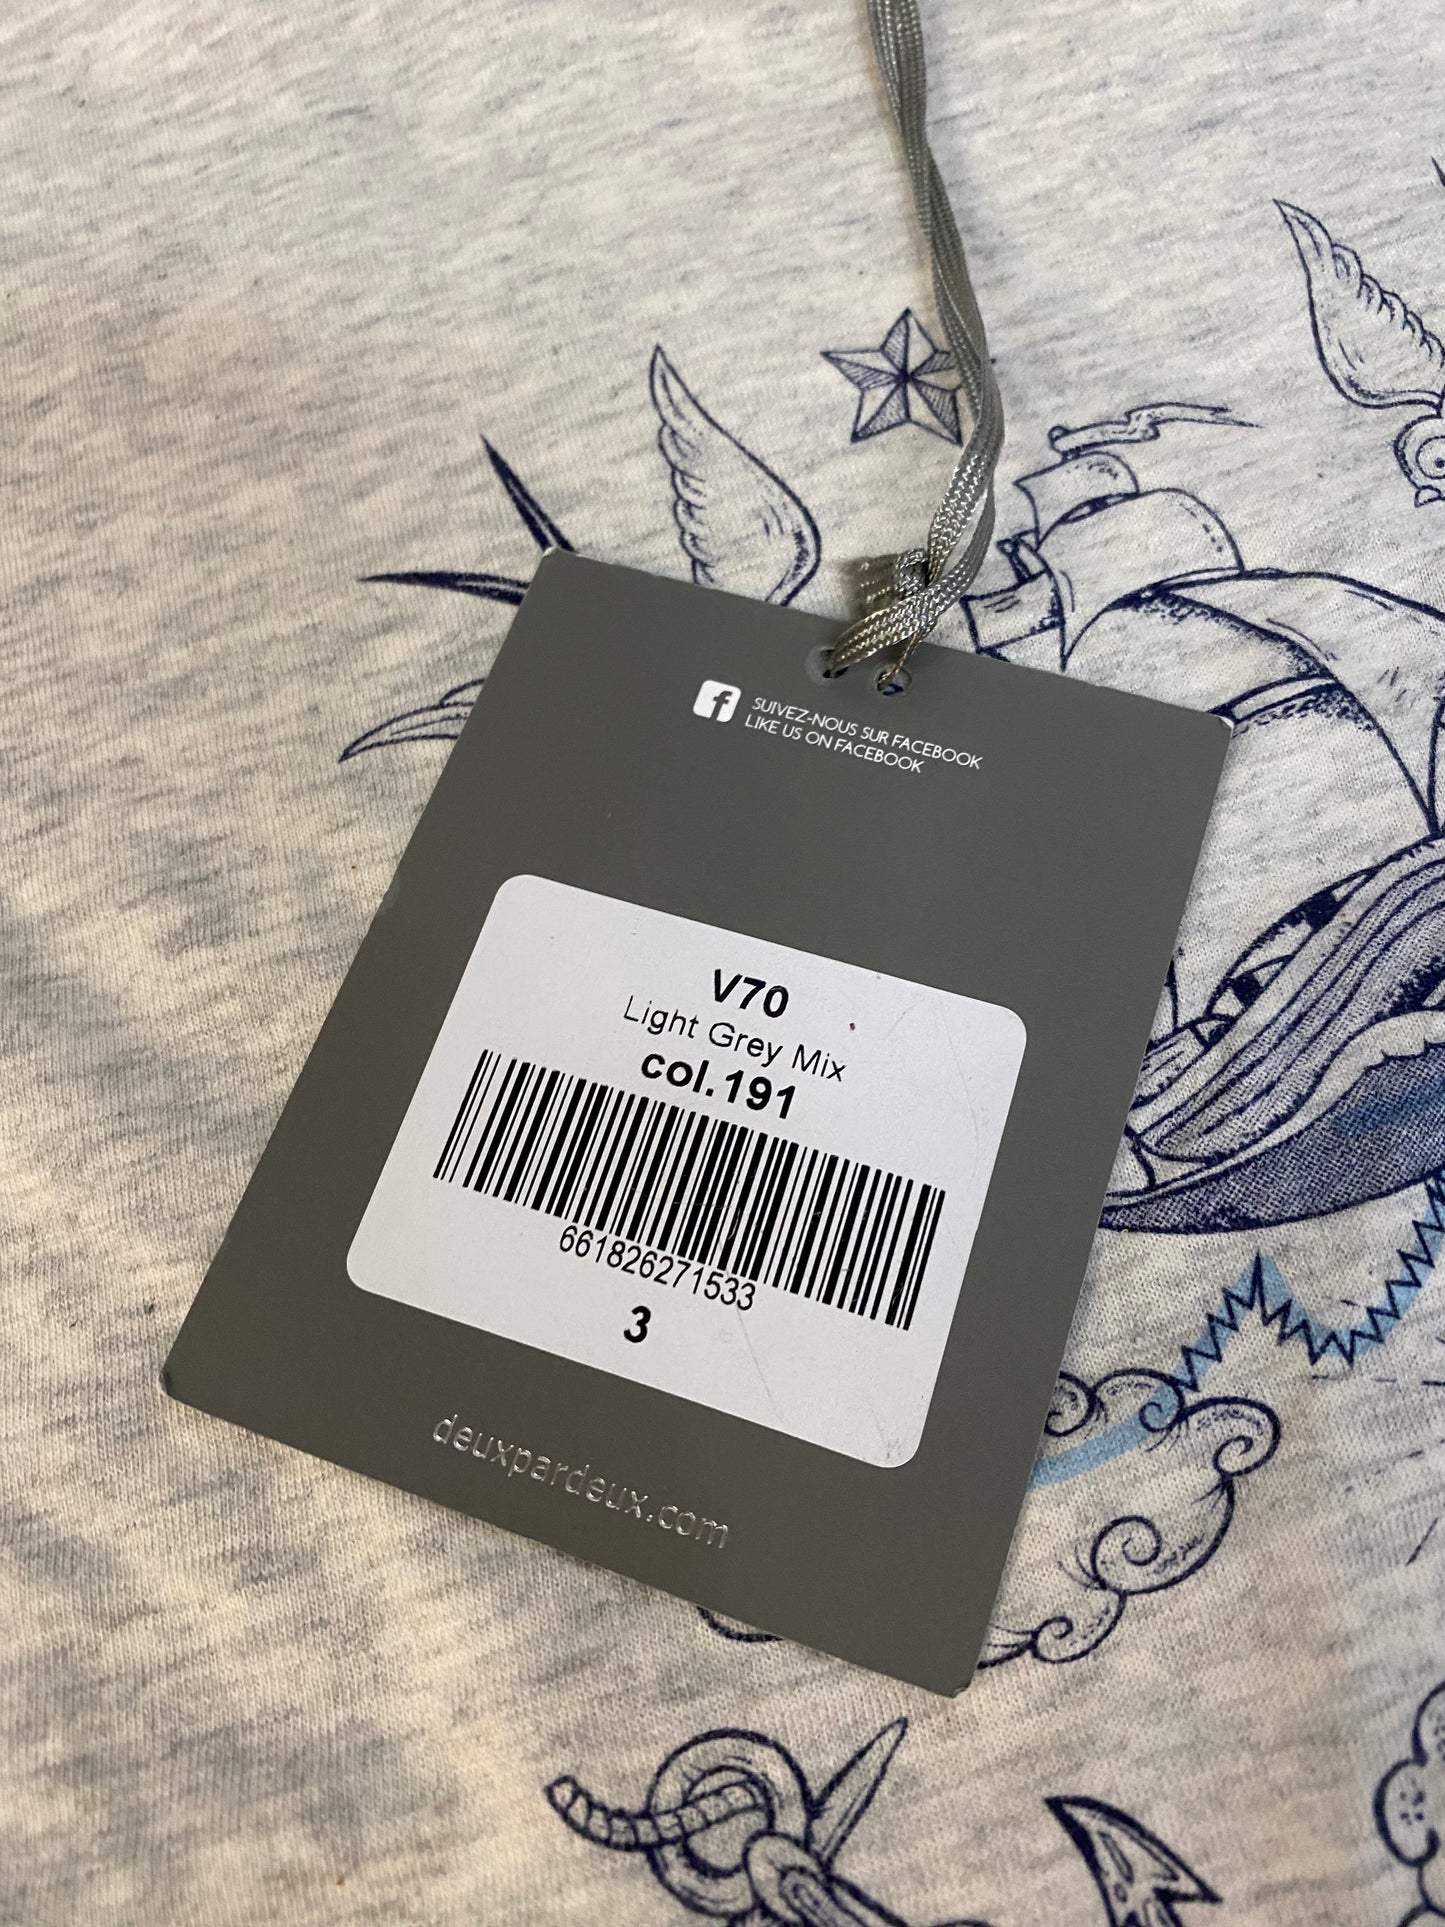 f
SUIVEZ-NOUS SUR FACEBOOK
LIKE US ON FACEBOOK
V70
Light Grey Mix
col.191
661826271533
3
deuxpardeux.com